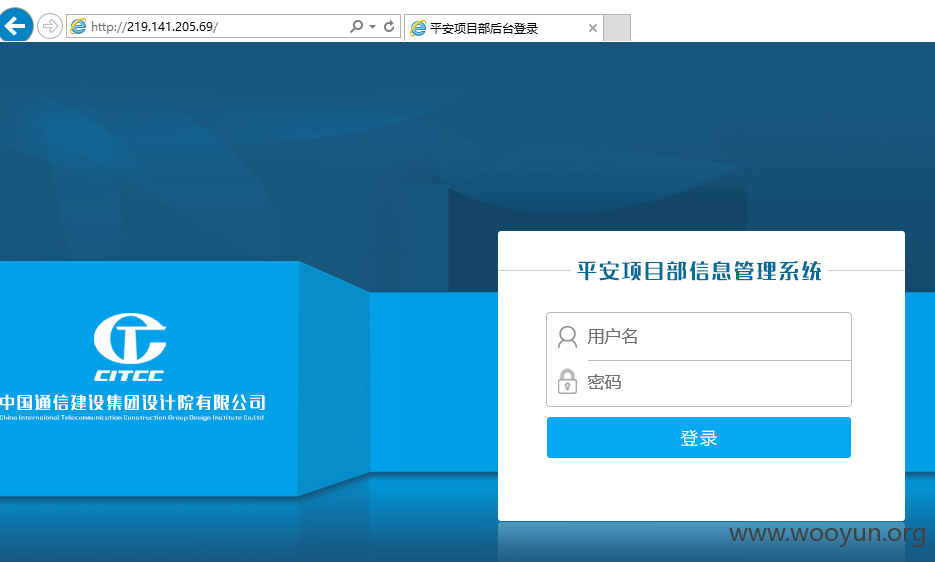 http://219.141.205.69/
平安项目部后台登录
平安项目部信息管理系统
用户名
密码
登录
CITCC
中国通信建设集团设计院有限公司
China International Telecommunication Construction Group Design Institute Co.Ltd
www.wooyun.org